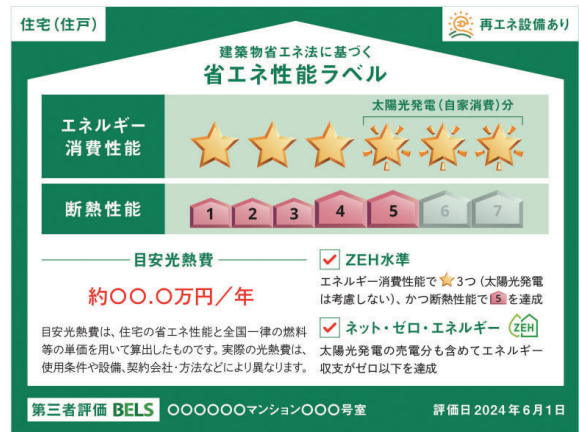 住宅(住戸)
再エネ設備あり
建築物省エネ法に基づく
省エネ性能ラベル
太陽光発電(自家消費)分
エネルギー
消費性能
断熱性能
1 2 3 4 5 6 7
目安光熱費
約〇〇.〇万円/年
目安光熱費は、住宅の省エネ性能と全国一律の燃料
等の単価を用いて算出したものです。実際の光熱費は、
使用条件や設備、契約会社・方法などにより異なります。
ZEH水準
エネルギー消費性能で⭐3つ(太陽光発電
は考慮しない)、かつ断熱性能で5を達成
ネット・ゼロ・エネルギー ZEH
太陽光発電の売電分も含めてエネルギー
収支がゼロ以下を達成
第三者評価 BELS 〇〇〇〇〇〇マンション〇〇〇号室 評価日2024年6月1日